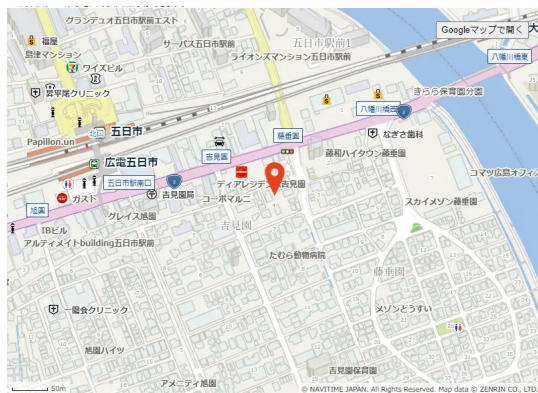 グランデュオ五日市駅前エスト
福屋
島津マンション
ワイズビル
サーパス五日市駅前
五日市駅前1
ライオンズマンション五日市駅前
Googleマップで開く
八幡川橋東
昇平尾クリニック
きらら保育園分園
八幡川橋西
Papillon.un
北口
五日市
なぎさ歯科
藤垂園
広電五日市
吉見園
藤和ハイタウン藤垂園
コマツ広島オフィ
五日市駅南口
吉見園局
ティアレンテ
吉見園
ガスト
コーポマルニ
旭園
グレイス旭園
スカイメゾン藤垂園
IBビル
吉見園
アルティメイトbuilding五日市駅前
たむら動物病院
藤垂園
一陽会クリニック
メゾンとうすい
旭園ハイツ
吉見園保育園
アメニティ旭園
50m
© NAVITIME JAPAN. All Rights Reserved. Map data © ZENRIN CO., LTD.